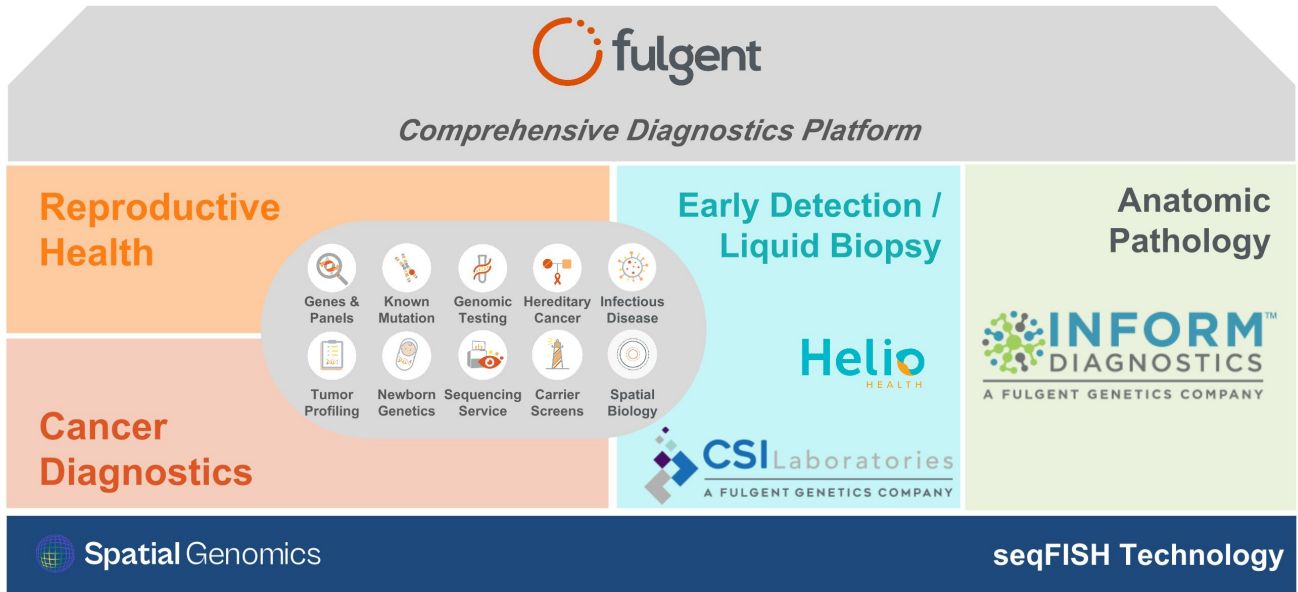 fulgent
Comprehensive Diagnostics Platform
Reproductive
Health
Genes &
Panels
Known
Mutation
Genomic
Testing
Hereditary
Cancer
Infectious
Disease
Tumor
Profiling
Newborn
Genetics
Sequencing
Service
Carrier
Screens
Spatial
Biology
Cancer
Diagnostics
Early Detection /
Liquid Biopsy
Helio
HEALTH
CSI Laboratories
A FULGENT GENETICS COMPANY
Anatomic
Pathology
INFORM™
DIAGNOSTICS
A FULGENT GENETICS COMPANY
Spatial Genomics
seqFISH Technology